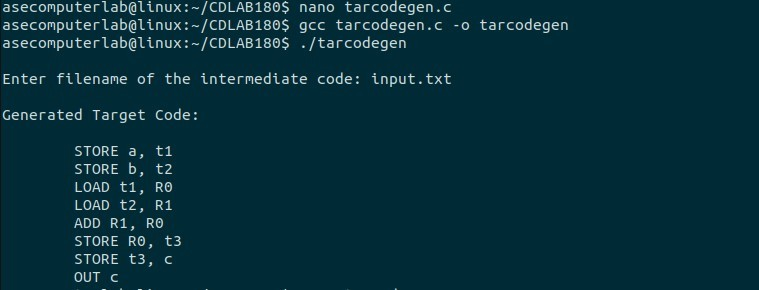 asecomputerlab@linux:~/CDLAB180$ nano tarcodegen.c
asecomputerlab@linux:~/CDLAB180$ gcc tarcodegen.c -o tarcodegen
asecomputerlab@linux:~/CDLAB180$ ./tarcodegen
Enter filename of the intermediate code: input.txt
Generated Target Code:
STORE a, t1
STORE b, t2
LOAD t1, R0
LOAD t2, R1
ADD R1, R0
STORE R0, t3
STORE t3, c
OUT c